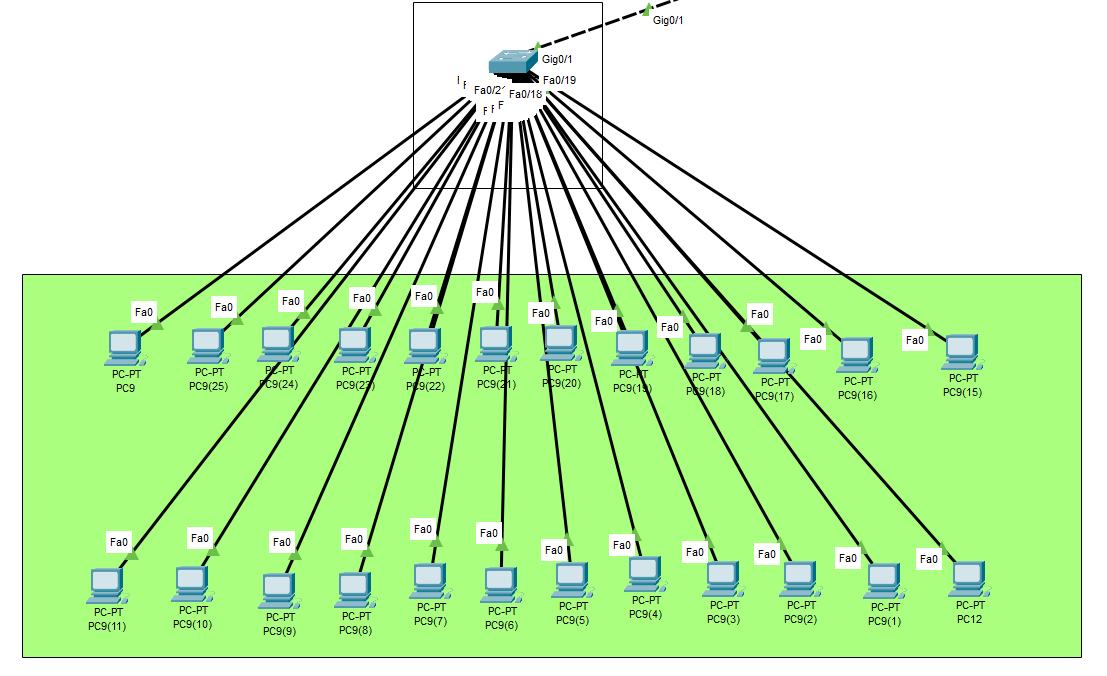 Gig0/1
Gig0/1
Fa0/19
Fa0/18
Fa0 Fa0 Fa0 Fa0 Fa0 Fa0 Fa0 Fa0 Fa0 Fa0 Fa0 Fa0
PC-PT PC-PT PC-PT PC-PT PC-PT PC-PT PC-PT PC-PT PC-PT PC-PT PC-PT PC-PT
PC9 PC9(25) PC9(24) PC9(23) PC9(22) PC9(21) PC9(20) PC9(19) PC9(18) PC9(17) PC9(16) PC9(15)
Fa0 Fa0 Fa0 Fa0 Fa0 Fa0 Fa0 Fa0 Fa0 Fa0 Fa0 Fa0
PC-PT PC-PT PC-PT PC-PT PC-PT PC-PT PC-PT PC-PT PC-PT PC-PT PC-PT PC-PT
PC9(11) PC9(10) PC9(9) PC9(8) PC9(7) PC9(6) PC9(5) PC9(4) PC9(3) PC9(2) PC9(1) PC12